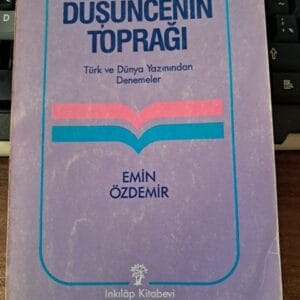 DÜŞÜNCENİN
TOPRAĞI
Türk ve Dünya Yazınından
Denemeler
EMİN
ÖZDEMİR
İnkılâp Kitabevi